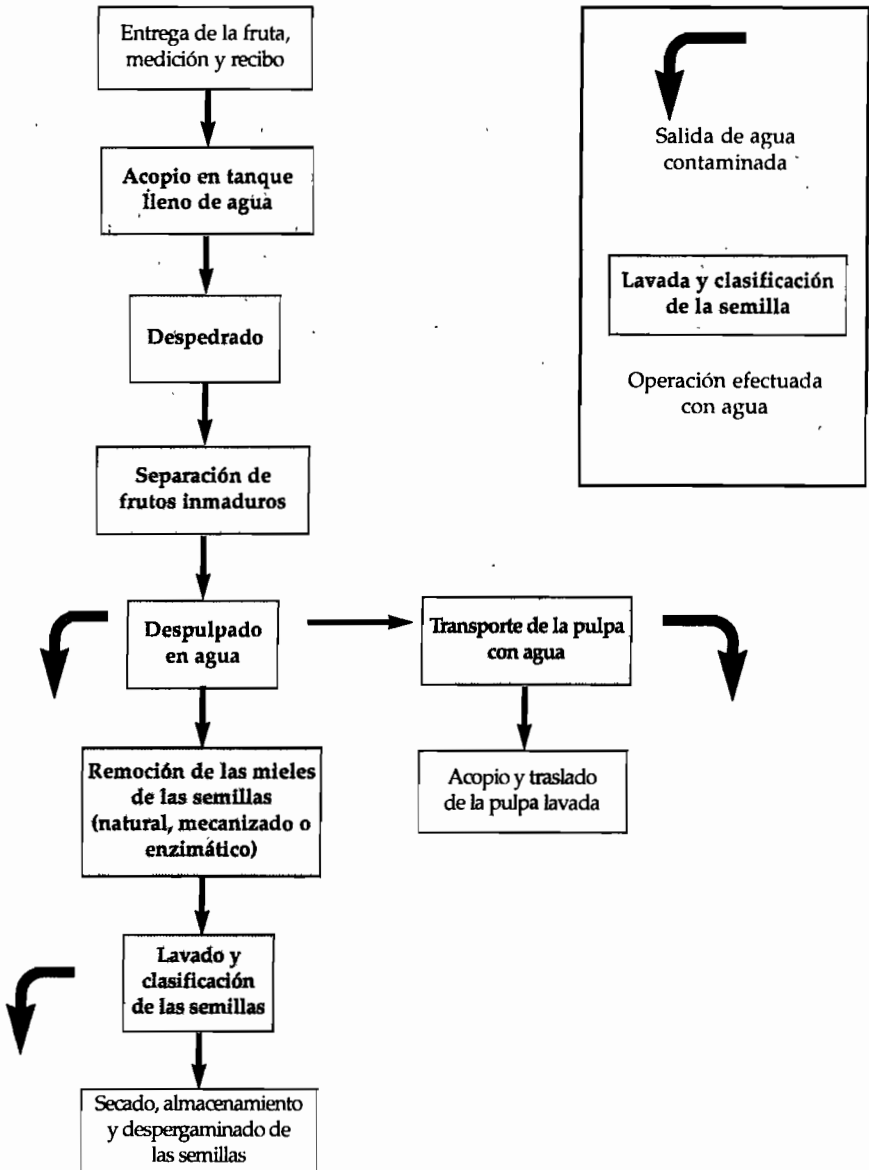 Entrega de la fruta,
medición y recibo
Acopio en tanque
lleno de agua
Despedrado
Separación de
frutos inmaduros
Despulpado
en agua
Transporte de la pulpa
con agua
Remoción de las mieles
de las semillas
(natural, mecanizado o
enzimático)
Acopio y traslado
de la pulpa lavada
Lavado y
clasificación
de las semillas
Secado, almacenamiento
y despergaminado de
las semillas
Salida de agua
contaminada
Lavada y clasificación
de la semilla
Operación efectuada
con agua